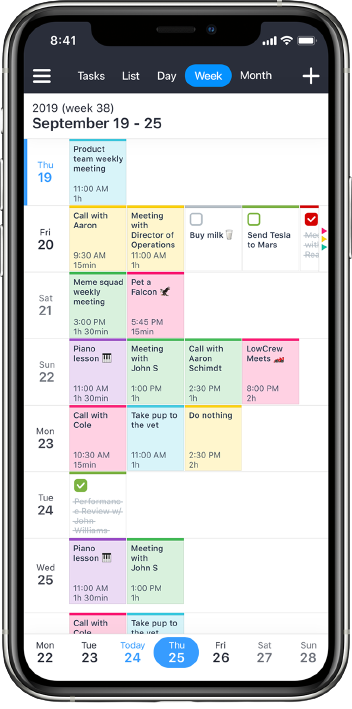 8:41
Tasks List Day Week Month
2019 (week 38)
September 19 - 25
Thu
19
Product
team weekly
meeting
11:00 AM
1h
Fri
20
Call with
Aaron
9:30 AM
15min
Meeting
with
Director of
Operations
11:00 AM
1h
Buy milk
Send Tesla
to Mars
Mee
with
Rea
Sat
21
Meme squad
weekly
meeting
3:00 PM
1h 30min
Pet a
Falcon
5:45 PM
15min
Sun
22
Piano
lesson
11:00 AM
1h 30min
Meeting
with
John S
1:00 PM
1h
Call with
Aaron
Schimdt
2:30 PM
1h
LowCrew
Meets
8:00 PM
2h
Mon
23
Call with
Cole
10:30 AM
15min
Take pup to
the vet
11:00 AM
1h
Do nothing
2:30 PM
2h
Tue
24
Performanc
e Review w/
John
Williams
Wed
25
Piano
lesson
11:00 AM
1h 30min
Meeting
with
John S
1:00 PM
1h
Call with
Cole
Take pup to
the vet
Mon Tue Today Thu Fri Sat Sun
22 23 24 25 26 27 28